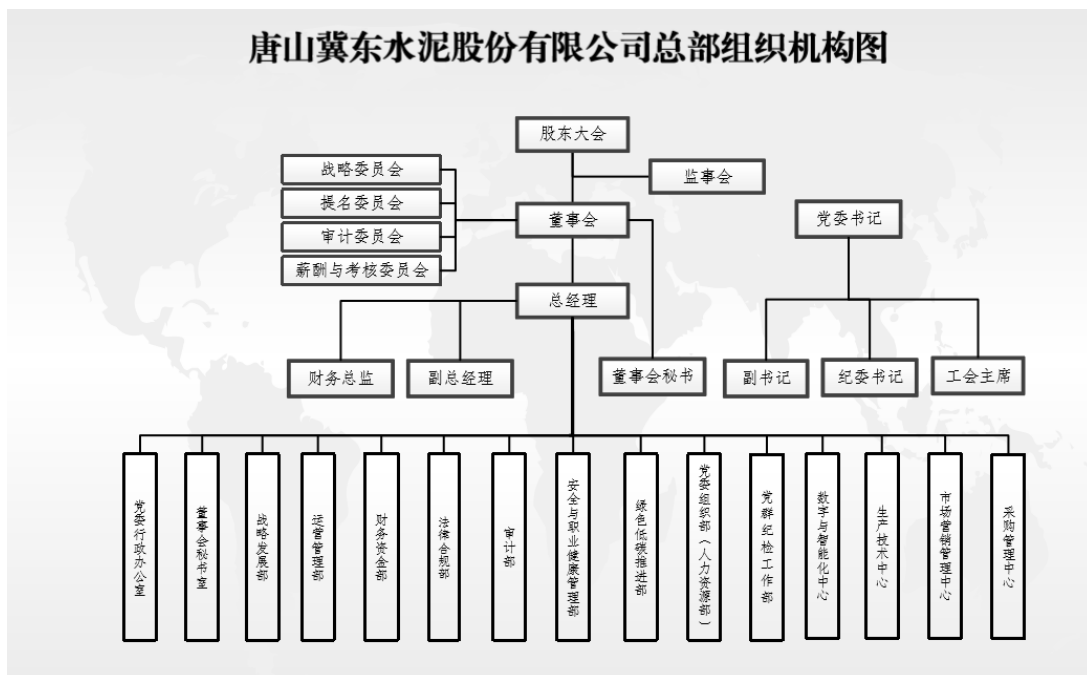 唐山冀东水泥股份有限公司总部组织机构图
股东大会
战略委员会
监事会
提名委员会
董事会
党委书记
审计委员会
薪酬与考核委员会
总经理
财务总监
副总经理
董事会秘书
副书记
纪委书记
工会主席
党委行政办公室
董事会秘书室
战略发展部
运营管理部
财务资金部
法律合规部
审计部
安全与职业健康管理部
绿色低碳推进部
党委组织部（人力资源部）
党群纪检工作部
数字与智能化中心
生产技术中心
市场营销管理中心
采购管理中心